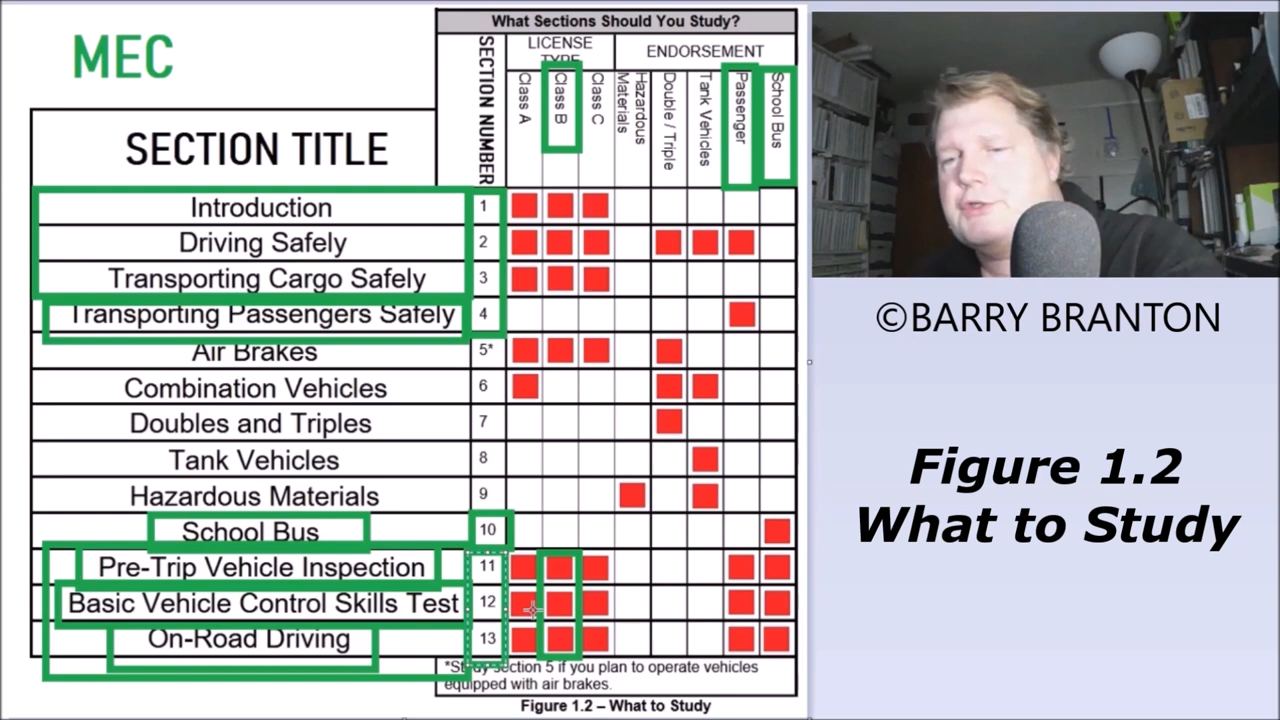 MEC
What Sections Should You Study?
LICENSE TYPE
ENDORSEMENT
SECTION TITLE
SECTION NUMBER
Class A
Class B
Class C
Hazardous Materials
Double / Triple
Tank Vehicles
Passenger
School Bus
Introduction 1
Driving Safely 2
Transporting Cargo Safely 3
Transporting Passengers Safely 4
Air Brakes 5*
Combination Vehicles 6
Doubles and Triples 7
Tank Vehicles 8
Hazardous Materials 9
School Bus 10
Pre-Trip Vehicle Inspection 11
Basic Vehicle Control Skills Test 12
On-Road Driving 13
*Study section 5 if you plan to operate vehicles
equipped with air brakes.
Figure 1.2 – What to Study
©BARRY BRANTON
Figure 1.2
What to Study